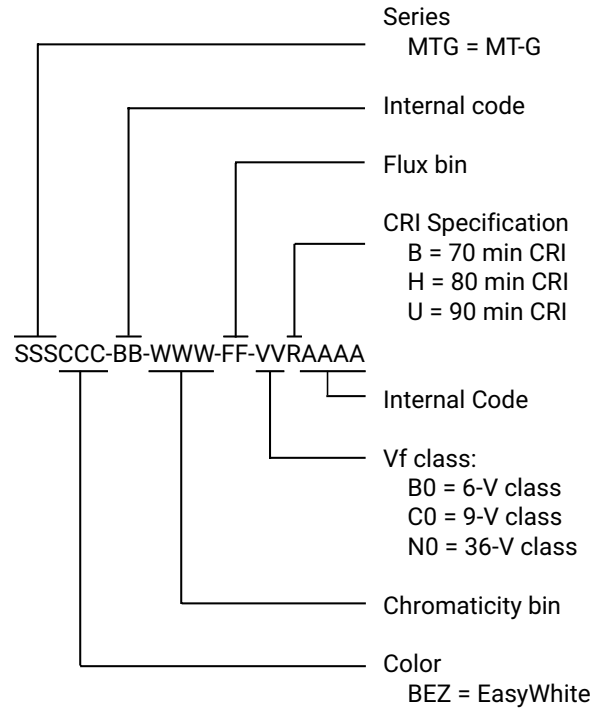 Series
MTG = MT-G
Internal code
Flux bin
CRI Specification
B = 70 min CRI
H = 80 min CRI
U = 90 min CRI
SSSCCC-BB-WWW-FF-VVRAAAA
Internal Code
Vf class:
B0 = 6-V class
C0 = 9-V class
N0 = 36-V class
Chromaticity bin
Color
BEZ = EasyWhite